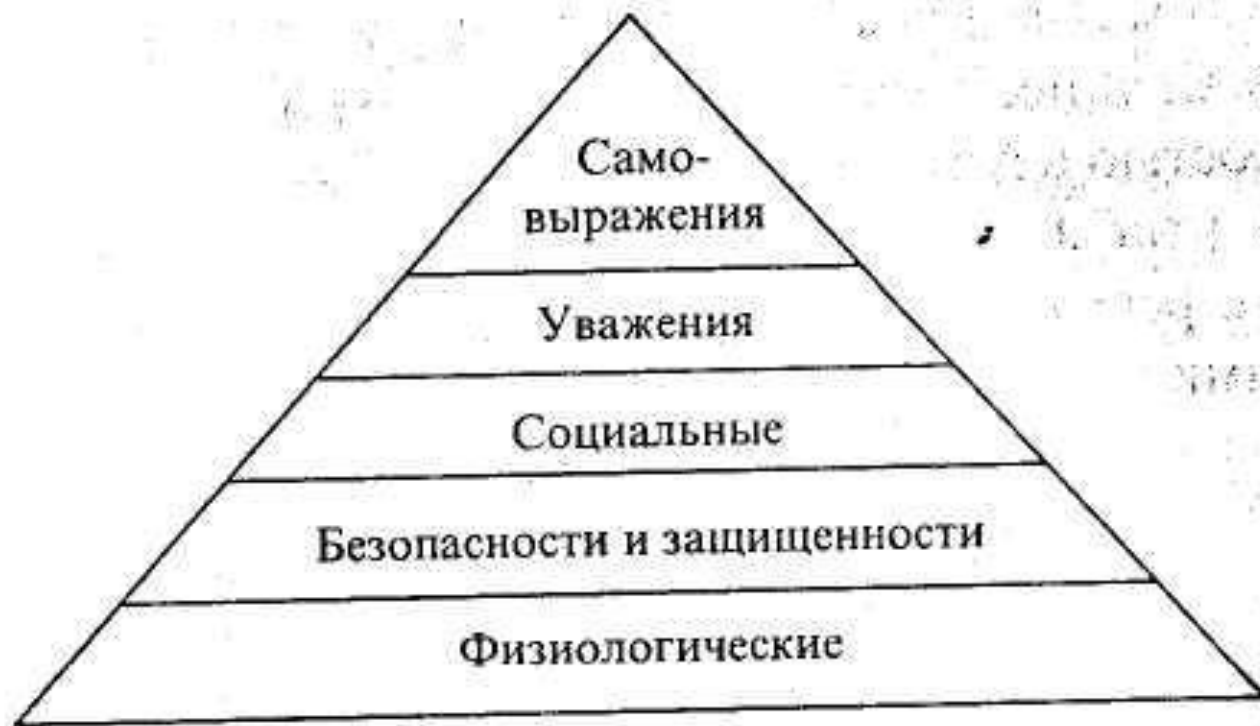 Само-
выражения
Уважения
Социальные
Безопасности и защищенности
Физиологические